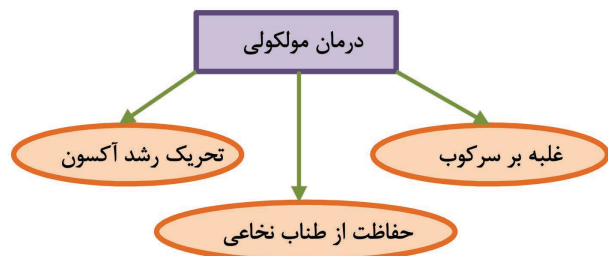 درمان مولکولی
غلبه بر سرکوب
تحریک رشد آکسون
حفاظت از طناب نخاعی